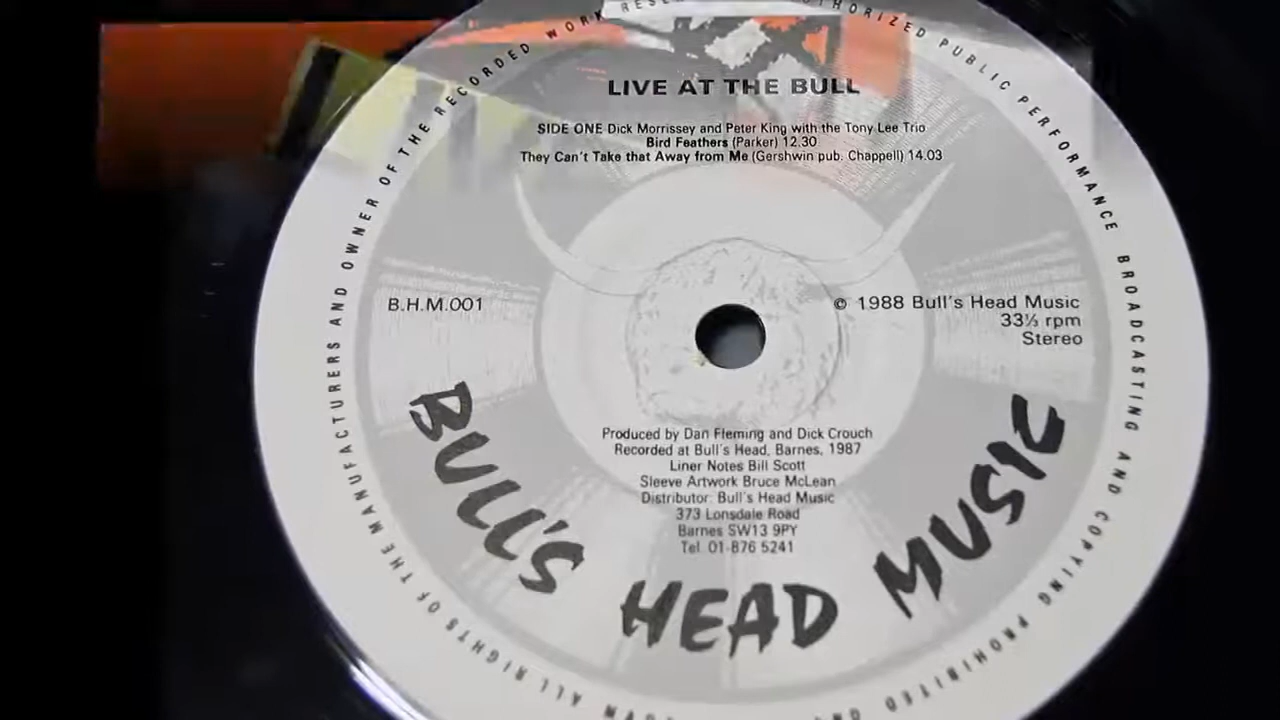 LIVE AT THE BULL
SIDE ONE Dick Morrissey and Peter King with the Tony Lee Trio
Bird Feathers (Parker) 12.30
They Can't Take that Away from Me (Gershwin pub. Chappell) 14.03
B.H.M.001
© 1988 Bull's Head Music
33⅓ rpm
Stereo
Produced by Dan Fleming and Dick Crouch
Recorded at Bull's Head, Barnes, 1987
Liner Notes Bill Scott
Sleeve Artwork Bruce McLean
Distributor: Bull's Head Music
373 Lonsdale Road
Barnes SW13 9PY
Tel. 01-876 5241
BULL'S HEAD MUSIC
ALL RIGHTS OF THE MANUFACTURERS AND OWNER OF THE RECORDED WORK PUBLIC PERFORMANCE BROADCASTING AND COPYING PROHIBITED